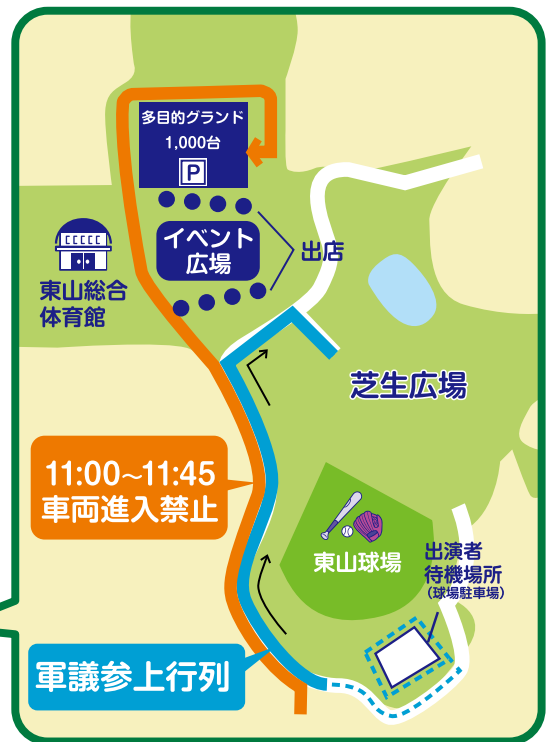 多目的グランド
1,000台
P
イベント
広場
出店
東山総合
体育館
芝生広場
11:00～11:45
車両進入禁止
東山球場
出演者
待機場所
（球場駐車場）
軍議参上行列